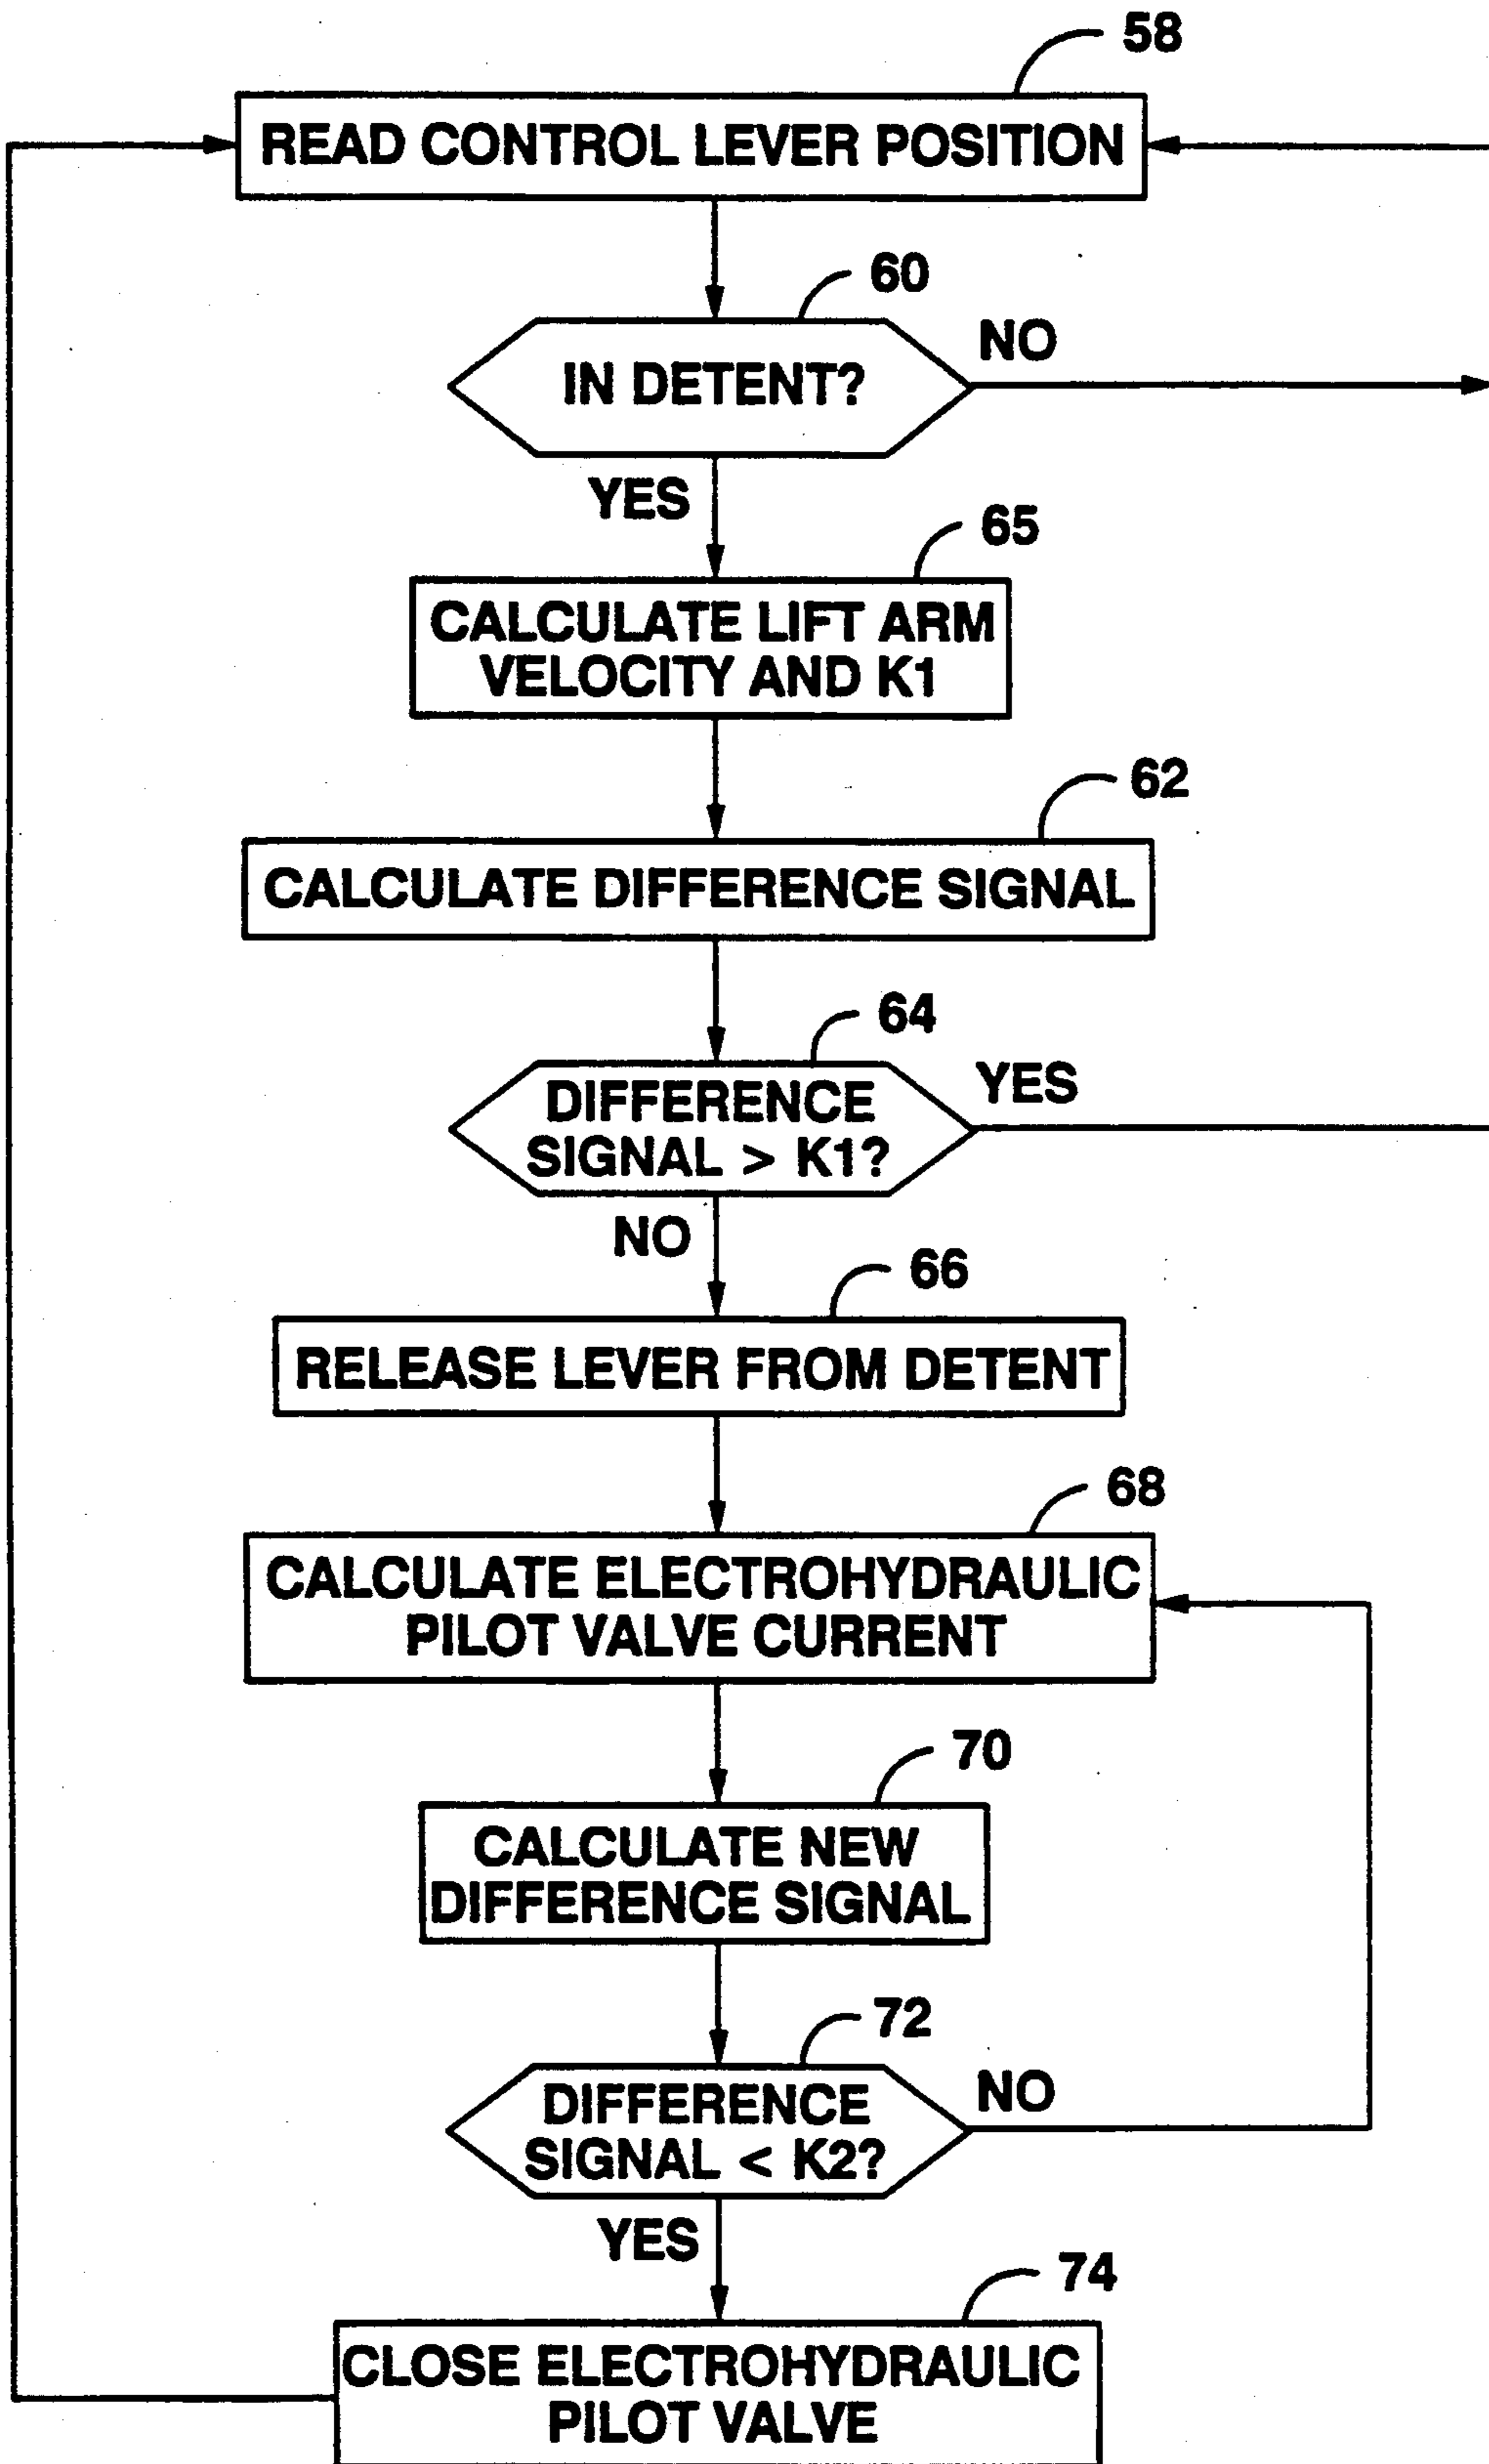 58
READ CONTROL LEVER POSITION
60
IN DETENT?
NO
YES
65
CALCULATE LIFT ARM
VELOCITY AND K1
62
CALCULATE DIFFERENCE SIGNAL
64
DIFFERENCE
SIGNAL > K1?
YES
NO
66
RELEASE LEVER FROM DETENT
68
CALCULATE ELECTROHYDRAULIC
PILOT VALVE CURRENT
70
CALCULATE NEW
DIFFERENCE SIGNAL
72
DIFFERENCE
SIGNAL < K2?
NO
YES
74
CLOSE ELECTROHYDRAULIC
PILOT VALVE